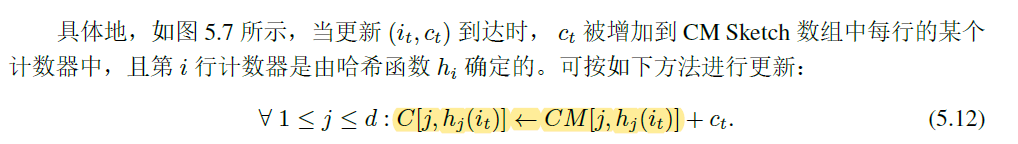 具体地，如图 5.7 所示，当更新 (i_t, c_t) 到达时， c_t 被增加到 CM Sketch 数组中每行的某个
计数器中，且第 i 行计数器是由哈希函数 h_i 确定的。可按如下方法进行更新：
∀ 1 ≤ j ≤ d : C[j, h_j(i_t)] ← CM[j, h_j(i_t)] + c_t. (5.12)